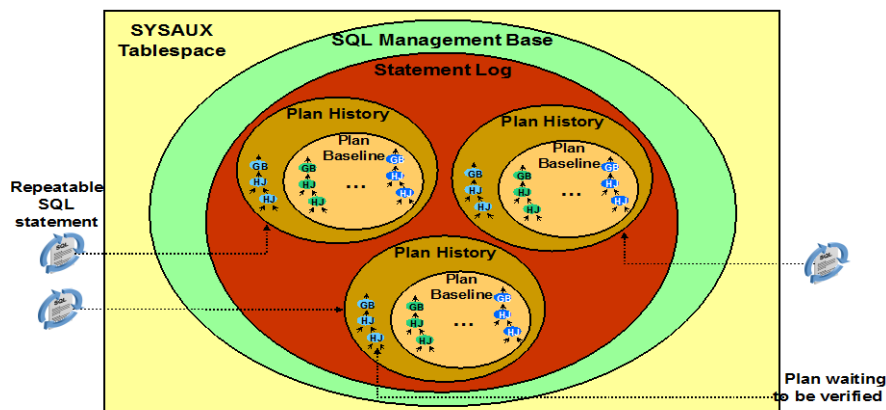 SYSAUX
Tablespace
SQL Management Base
Statement Log
Plan History
Plan
Baseline
GB
HJ
HJ
GB
HJ
HJ
...
GB
HJ
HJ
Plan History
Plan
Baseline
GB
HJ
HJ
GB
HJ
HJ
...
GB
HJ
HJ
Repeatable
SQL
statement
SQL
SQL
SQL
Plan History
Plan
Baseline
GB
HJ
HJ
GB
HJ
HJ
...
GB
HJ
HJ
Plan waiting
to be verified